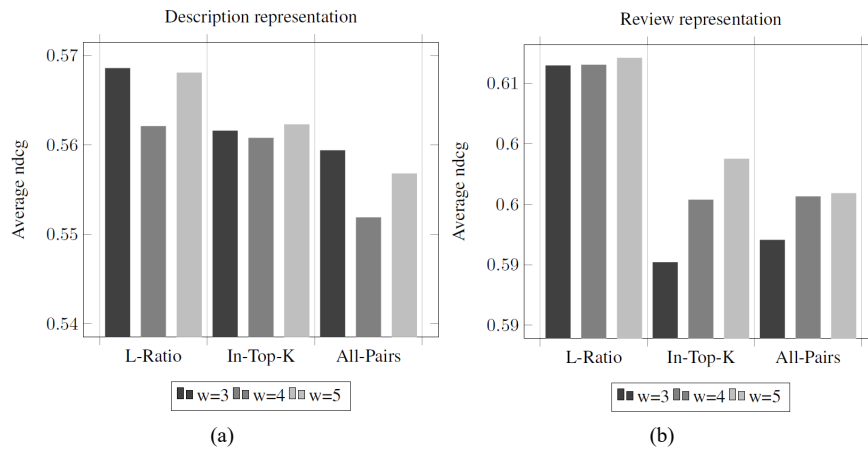 Description representation
Average ndcg
0.57
0.56
0.55
0.54
L-Ratio In-Top-K All-Pairs
w=3 w=4 w=5
(a)
Review representation
Average ndcg
0.61
0.6
0.6
0.59
0.59
L-Ratio In-Top-K All-Pairs
w=3 w=4 w=5
(b)